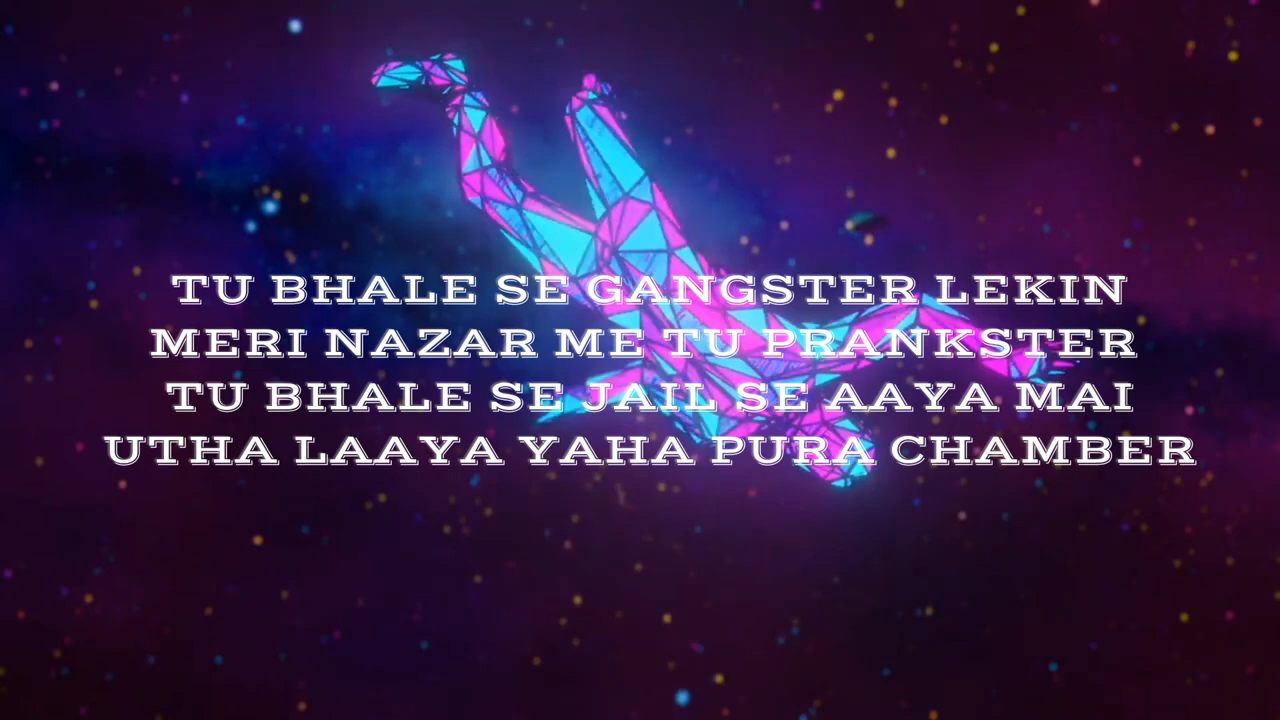 TU BHALE SE GANGSTER LEKIN
MERI NAZAR ME TU PRANKSTER
TU BHALE SE JAIL SE AAYA MAI
UTHA LAAYA YAHA PURA CHAMBER